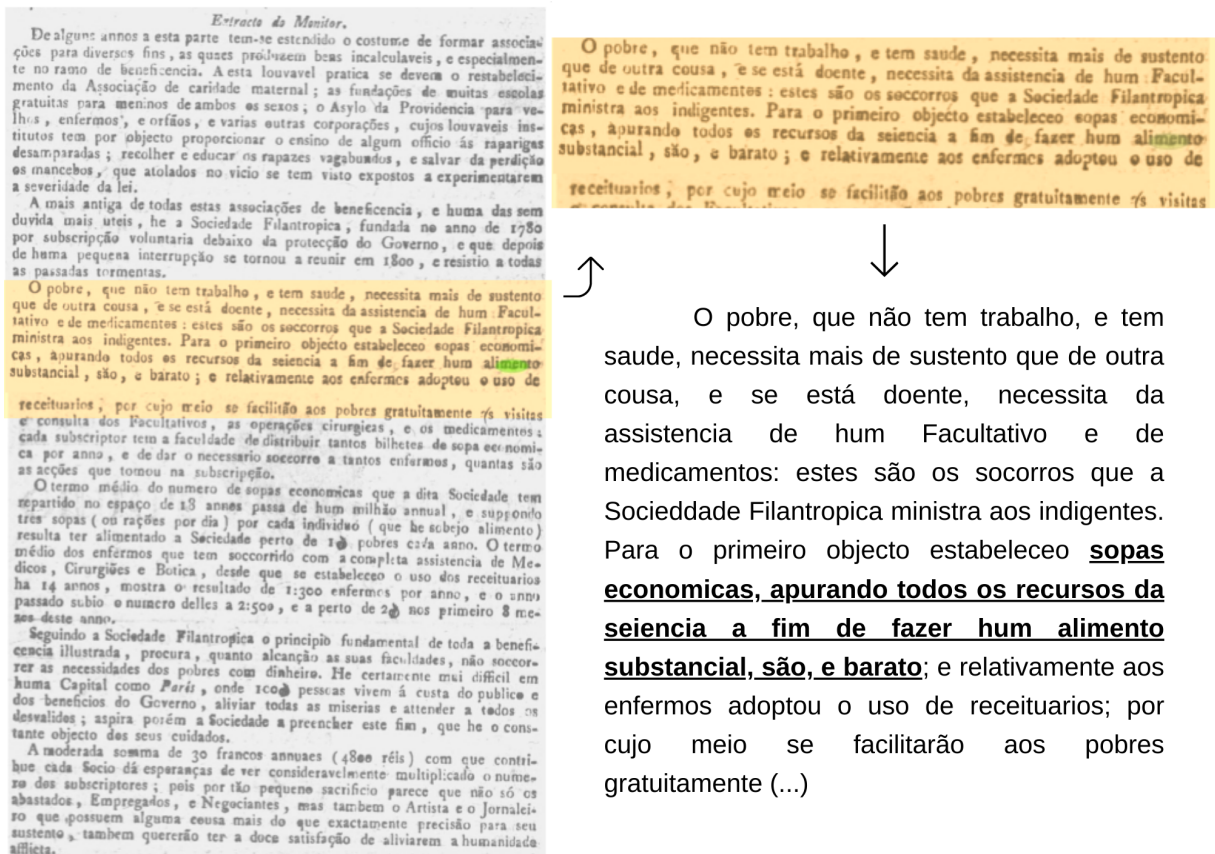 Extracto do Monitor.
De alguns annos a esta parte tem-se estendido o costume de formar associa-
ções para diversos fins, as quaes produzem bens incalculaveis, e especialmen-
te no ramo de beneficencia. A esta louvavel pratica se devem o restabeleci-
mento da Associação de caridade maternal; as fundações de muitas escolas
gratuitas para meninos de ambos os sexos; o Asylo da Providencia para ve-
lhos, enfermos, e orfãos, e varias outras corporações, cujos louvaveis ins-
titutos tem por objecto proporcionar o ensino de algum officio ás raparigas
desamparadas; recolher e educar os rapazes vagabundos, e salvar da perdição
os mancebos, que atolados no vicio se tem visto expostos a experimentarem
a severidade da lei.
A mais antiga de todas estas associações de beneficencia, e huma das sem
duvida mais uteis, he a Sociedade Filantropica, fundada no anno de 1780
por subscripção voluntaria debaixo da protecção do Governo, e que depois
de huma pequena interrupção se tornou a reunir em 1800, e resistio a todas
as passadas tormentas.
O pobre, que não tem trabalho, e tem saude, necessita mais de sustento
que de outra cousa, e se está doente, necessita da assistencia de hum Facul-
tativo e de medicamentos: estes são os soccorros que a Sociedade Filantropica
ministra aos indigentes. Para o primeiro objecto estabeleceo sopas economi-
cas, apurando todos os recursos da seiencia a fim de fazer hum alimento
substancial, são, e barato; e relativamente aos enfermos adoptou o uso de
receituarios, por cujo meio se facilitão aos pobres gratuitamente as visitas
e consulta dos Facultativos, as operações cirurgicas, e os medicamentos:
cada subscriptor tem a faculdade de distribuir tantos bilhetes de sopa economi-
ca por anno, e de dar o necessario soccorro a tantos enfermos, quantas são
as acções que tomou na subscripção.
O termo médio do numero de sopas economicas que a dita Sociedade tem
repartido no espaço de 18 annos passa de hum milhão annual, e suppondo
tres sopas (ou rações por dia) por cada individuo (que he sobejo alimento)
resulta ter alimentado a Sociedade perto de pobres cada anno. O termo
médio dos enfermos que tem soccorrido com a completa assistencia de Me-
dicos, Cirurgiões e Botica, desde que se estabeleceo o uso dos receituarios
ha 14 annos, mostra o resultado de 1:300 enfermos por anno, e o anno
passado subio o numero delles a 2:500, e a perto de nos primeiro 8 me-
zes deste anno.
Seguindo a Sociedade Filantropica o principio fundamental de toda a benefi-
cencia illustrada, procura, quanto alcanção as suas faculdades, não soccor-
rer as necessidades dos pobres com dinheiro. He certamente mui difficil em
huma Capital como Paris, onde pessoas vivem á custa do publico e
dos beneficios do Governo, aliviar todas as miserias e attender a todos os
desvalidos; aspira porém a Sociedade a preencher este fim, que he o cons-
tante objecto dos seus cuidados.
A moderada somma de 30 francos annuaes (4800 réis) com que contri-
bue cada Socio dá esperanças de ver consideravelmente multiplicado o nume-
ro dos subscriptores; pois por tão pequeno sacrificio parece que não só os
abastados, Empregados, e Negociantes, mas tambem o Artista e o Jornalei-
ro que possuem alguma cousa mais do que exactamente precisão para seu
sustento, tambem quererão ter a doce satisfação de aliviarem a humanidade
afflicta.
O pobre, que não tem trabalho, e tem saude, necessita mais de sustento
que de outra cousa, e se está doente, necessita da assistencia de hum Facul-
tativo e de medicamentos: estes são os soccorros que a Sociedade Filantropica
ministra aos indigentes. Para o primeiro objecto estabeleceo sopas economi-
cas, apurando todos os recursos da seiencia a fim de fazer hum alimento
substancial, são, e barato; e relativamente aos enfermos adoptou o uso de
receituarios, por cujo meio se facilitão aos pobres gratuitamente as visitas
O pobre, que não tem trabalho, e tem
saude, necessita mais de sustento que de outra
cousa, e se está doente, necessita da
assistencia de hum Facultativo e de
medicamentos: estes são os socorros que a
Socieddade Filantropica ministra aos indigentes.
Para o primeiro objecto estabeleceo sopas
economicas, apurando todos os recursos da
seiencia a fim de fazer hum alimento
substancial, são, e barato; e relativamente aos
enfermos adoptou o uso de receituarios; por
cujo meio se facilitarão aos pobres
gratuitamente (...)